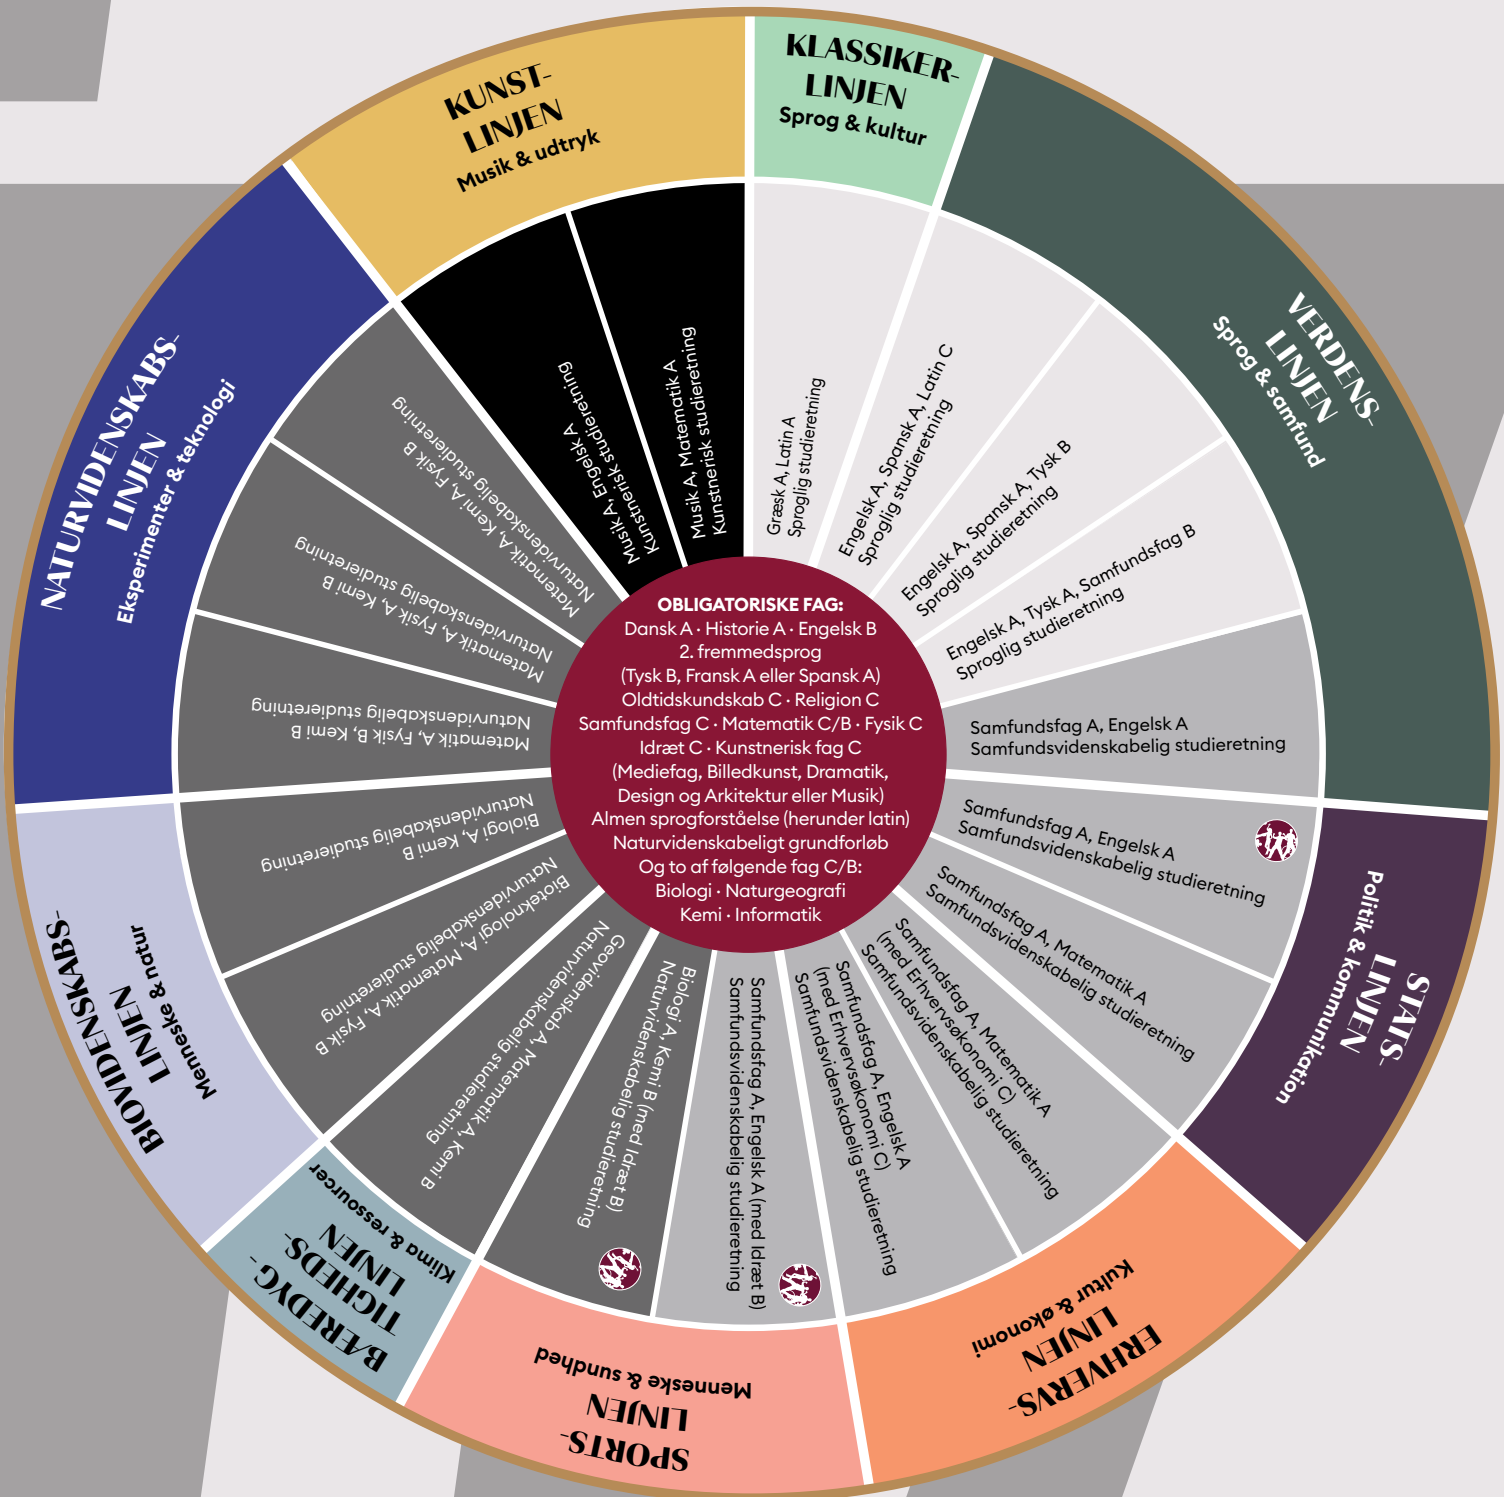 KLASSIKER-
LINJEN
Sprog & kultur
Græsk A, Latin A
Sproglig studieretning
VERDENS-
LINJEN
Sprog & samfund
Engelsk A, Spansk A, Latin C
Sproglig studieretning
Engelsk A, Spansk A, Tysk B
Sproglig studieretning
Engelsk A, Tysk A, Samfundsfag B
Sproglig studieretning
Samfundsfag A, Engelsk A
Samfundsvidenskabelig studieretning
STATS-
LINJEN
Politik & kommunikation
Samfundsfag A, Engelsk A
Samfundsvidenskabelig studieretning
Samfundsfag A, Matematik A
Samfundsvidenskabelig studieretning
ERHVERVS-
LINJEN
Kultur & økonomi
Samfundsfag A, Matematik A
(med Erhvervsøkonomi C)
Samfundsvidenskabelig studieretning
Samfundsfag A, Engelsk A
(med Erhvervsøkonomi C)
Samfundsvidenskabelig studieretning
SPORTS-
LINJEN
Menneske & sundhed
Samfundsfag A, Engelsk A (med Idræt B)
Samfundsvidenskabelig studieretning
Biologi A, Kemi B (med Idræt B)
Naturvidenskabelig studieretning
BÆREDYG-
TIGHEDS-
LINJEN
Klima & ressourcer
Geovidenskab A, Matematik A, Kemi B
Naturvidenskabelig studieretning
BIOVIDENSKABS-
LINJEN
Menneske & natur
Bioteknologi A, Matematik A, Fysik B
Naturvidenskabelig studieretning
Biologi A, Kemi B
Naturvidenskabelig studieretning
NATURVIDENSKABS-
LINJEN
Eksperimenter & teknologi
Matematik A, Fysik B, Kemi B
Naturvidenskabelig studieretning
Matematik A, Fysik A, Kemi B
Naturvidenskabelig studieretning
Matematik A, Kemi A, Fysik B
Naturvidenskabelig studieretning
KUNST-
LINJEN
Musik & udtryk
Musik A, Engelsk A
Kunstnerisk studieretning
Musik A, Matematik A
Kunstnerisk studieretning
OBLIGATORISKE FAG:
Dansk A · Historie A · Engelsk B
2. fremmedsprog
(Tysk B, Fransk A eller Spansk A)
Oldtidskundskab C · Religion C
Samfundsfag C · Matematik C/B · Fysik C
Idræt C · Kunstnerisk fag C
(Mediefag, Billedkunst, Dramatik,
Design og Arkitektur eller Musik)
Almen sprogforståelse (herunder latin)
Naturvidenskabeligt grundforløb
Og to af følgende fag C/B:
Biologi · Naturgeografi
Kemi · Informatik